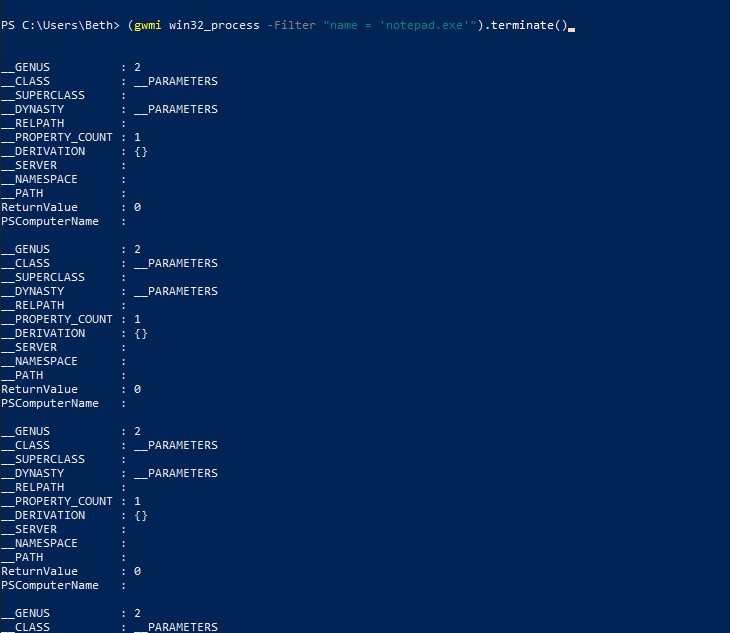 PS C:\Users\Beth> (gwmi win32_process -Filter "name = 'notepad.exe'").terminate()
__GENUS          : 2
__CLASS          : __PARAMETERS
__SUPERCLASS     :
__DYNASTY        : __PARAMETERS
__RELPATH        :
__PROPERTY_COUNT : 1
__DERIVATION     : {}
__SERVER         :
__NAMESPACE      :
__PATH           :
ReturnValue      : 0
PSComputerName   :
__GENUS          : 2
__CLASS          : __PARAMETERS
__SUPERCLASS     :
__DYNASTY        : __PARAMETERS
__RELPATH        :
__PROPERTY_COUNT : 1
__DERIVATION     : {}
__SERVER         :
__NAMESPACE      :
__PATH           :
ReturnValue      : 0
PSComputerName   :
__GENUS          : 2
__CLASS          : __PARAMETERS
__SUPERCLASS     :
__DYNASTY        : __PARAMETERS
__RELPATH        :
__PROPERTY_COUNT : 1
__DERIVATION     : {}
__SERVER         :
__NAMESPACE      :
__PATH           :
ReturnValue      : 0
PSComputerName   :
__GENUS          : 2
__CLASS          : __PARAMETERS